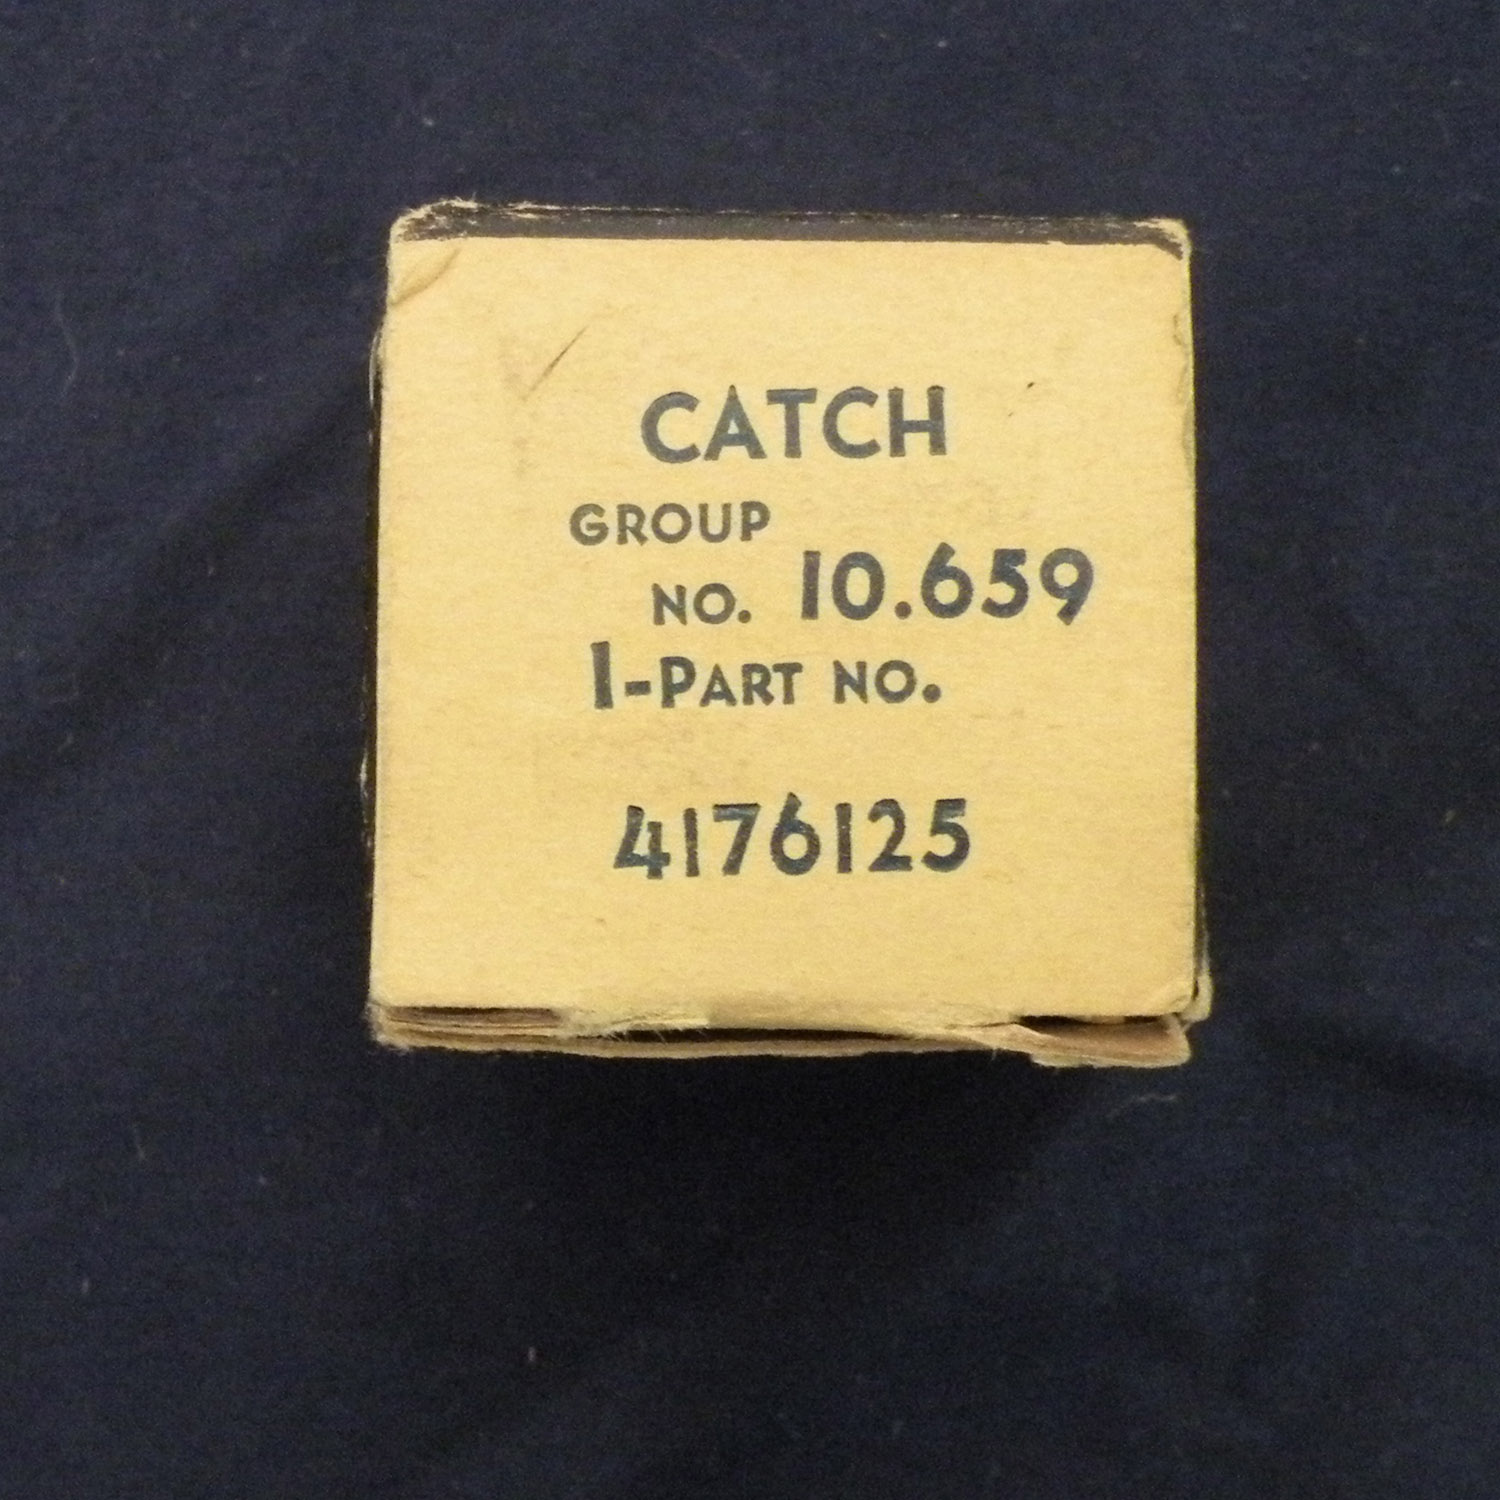 CATCH
GROUP
NO. 10.659
1-PART NO.
4176125